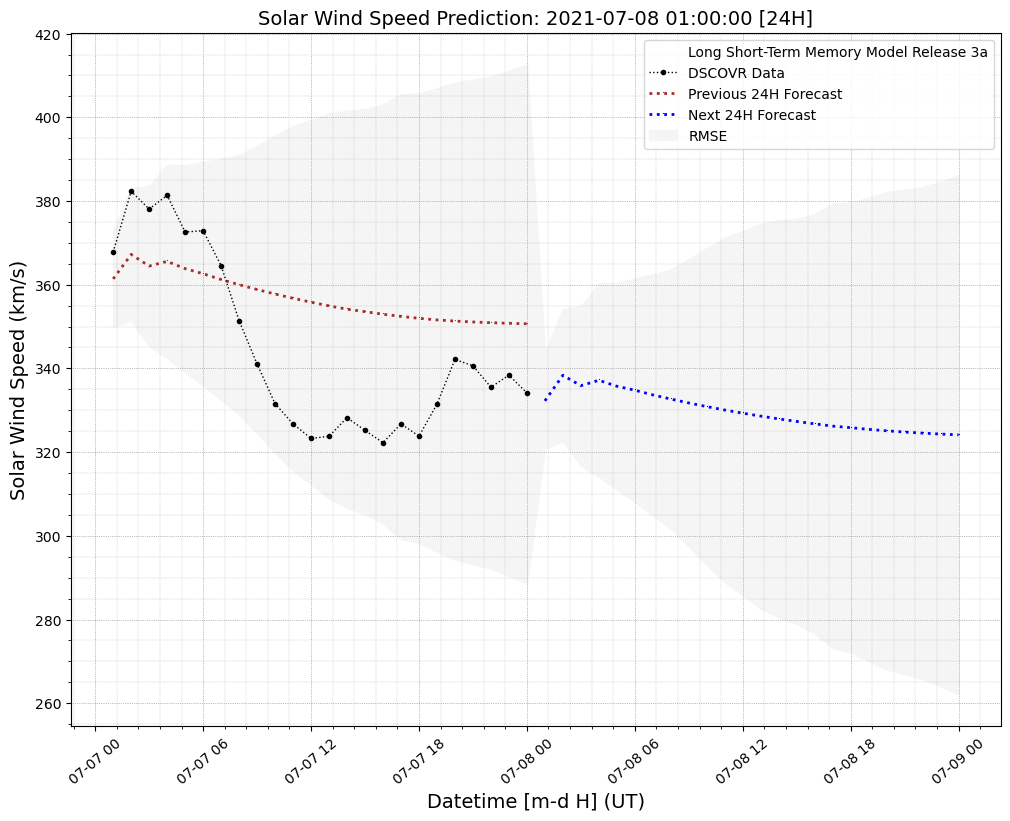 Solar Wind Speed Prediction: 2021-07-08 01:00:00 [24H]
Long Short-Term Memory Model Release 3a
DSCOVR Data
Previous 24H Forecast
Next 24H Forecast
RMSE
Solar Wind Speed (km/s)
420
400
380
360
340
320
300
280
260
07-07 00
07-07 06
07-07 12
07-07 18
07-08 00
07-08 06
07-08 12
07-08 18
07-09 00
Datetime [m-d H] (UT)